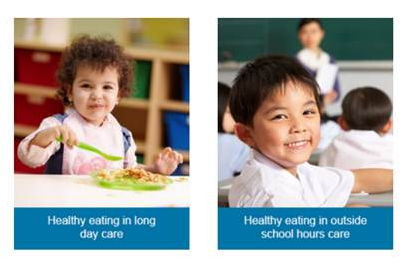 Healthy eating in long
day care
Healthy eating in outside
school hours care